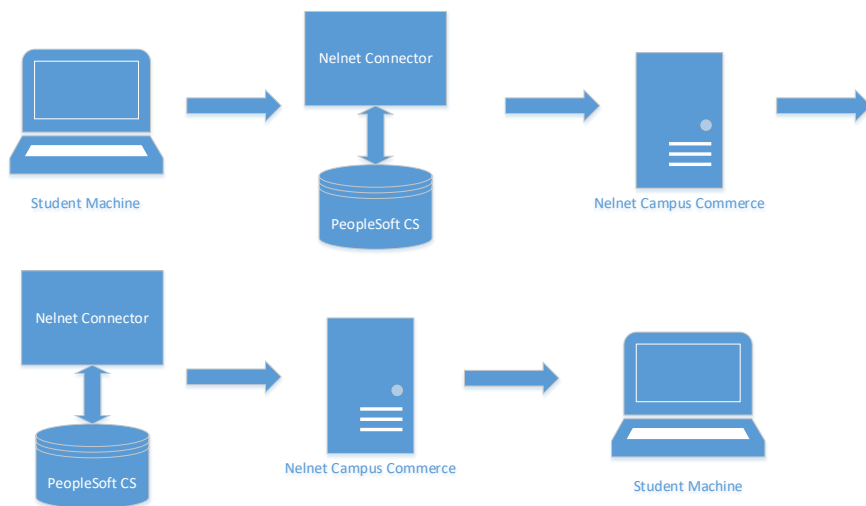 Nelnet Connector
Student Machine
PeopleSoft CS
Nelnet Campus Commerce
Nelnet Connector
PeopleSoft CS
Nelnet Campus Commerce
Student Machine